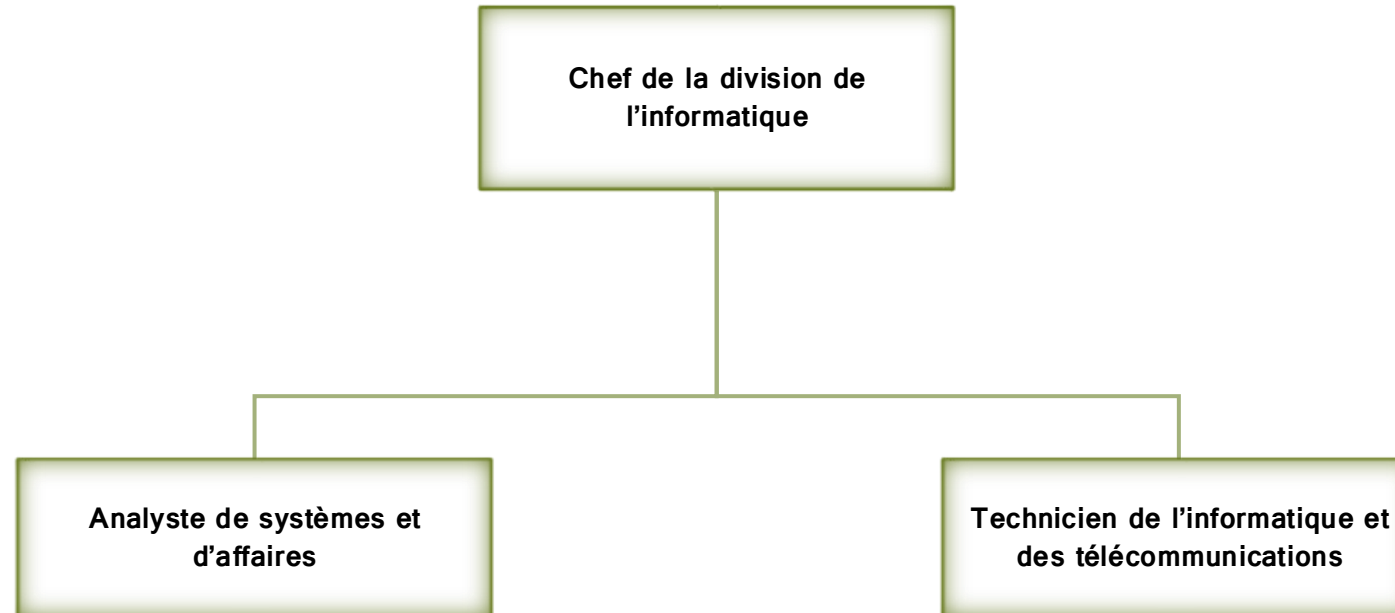 Chef de la division de
l’informatique
Analyste de systèmes et
d’affaires
Technicien de l’informatique et
des télécommunications